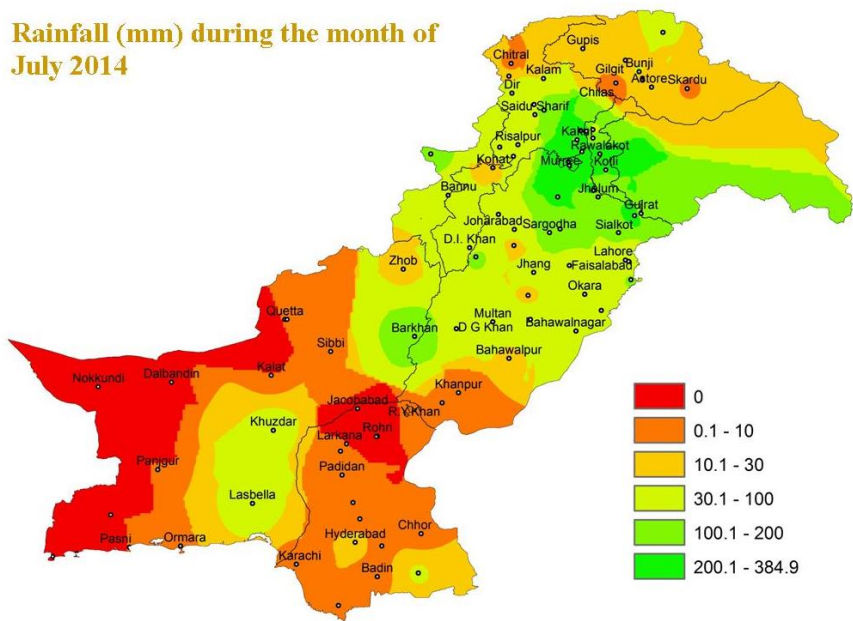 Rainfall (mm) during the month of
July 2014
Chitral
Gupis
Kalam
Gilgit
Bunji
Astore
Skardu
Chilas
Dir
Saidu Sharif
Risalpur
Rawalakot
Kohat
Murree
Kotli
Bannu
Jhelum
Joharabad
Sargodha
Gujrat
Sialkot
D.I. Khan
Zhob
Jhang
Lahore
Faisalabad
Okara
Quetta
Barkhan
Multan
D G Khan
Bahawalnagar
Sibbi
Bahawalpur
Nokkundi
Dalbandin
Kalat
Khanpur
Jacobabad
R.Y.Khan
Khuzdar
Larkana
Rohri
Panjgur
Padidan
Lasbella
Pasni
Ormara
Hyderabad
Chhor
Karachi
Badin
0
0.1 - 10
10.1 - 30
30.1 - 100
100.1 - 200
200.1 - 384.9